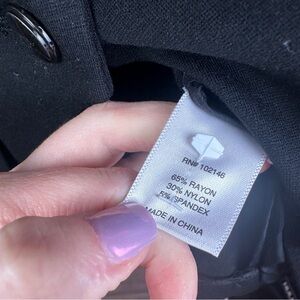 RN# 102146
65% RAYON
30% NYLON
5% SPANDEX
MADE IN CHINA